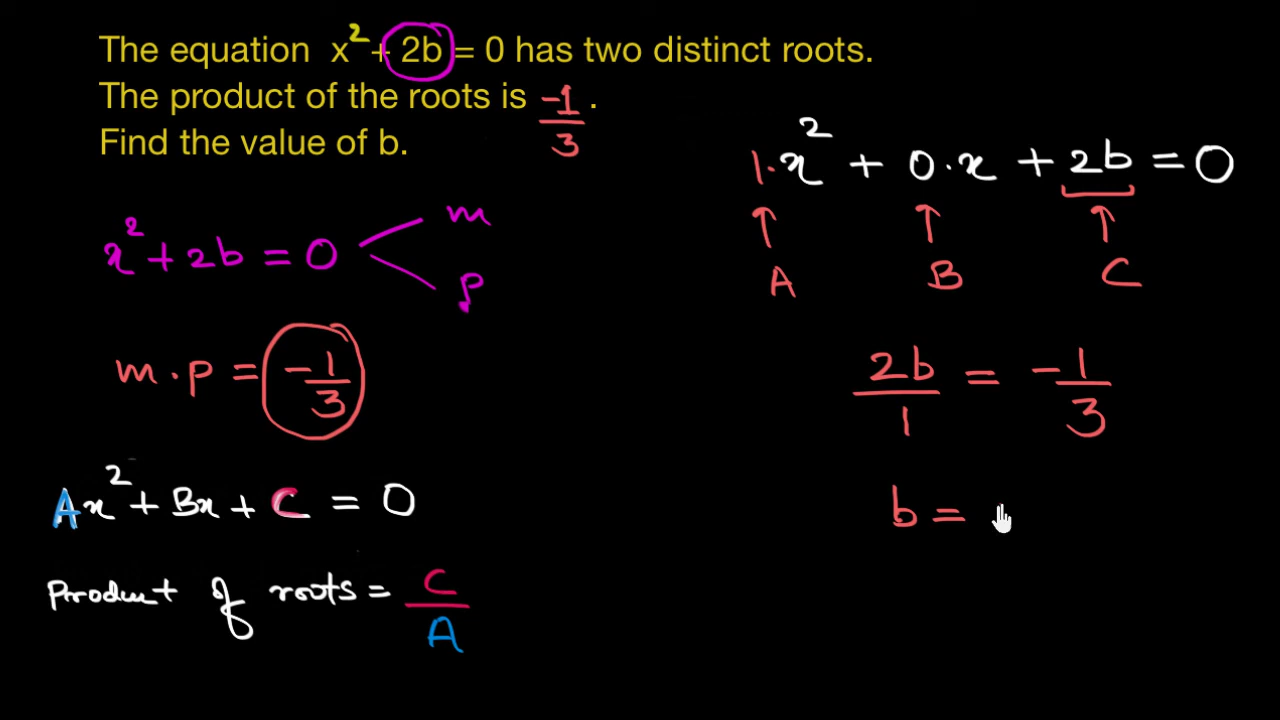 The equation x² + 2b = 0 has two distinct roots.
The product of the roots is -1/3 .
Find the value of b.
x² + 2b = 0
m
p
m . p = -1/3
Ax² + Bx + C = 0
Product of roots = C/A
1.x² + 0.x + 2b = 0
A B C
2b/1 = -1/3
b =